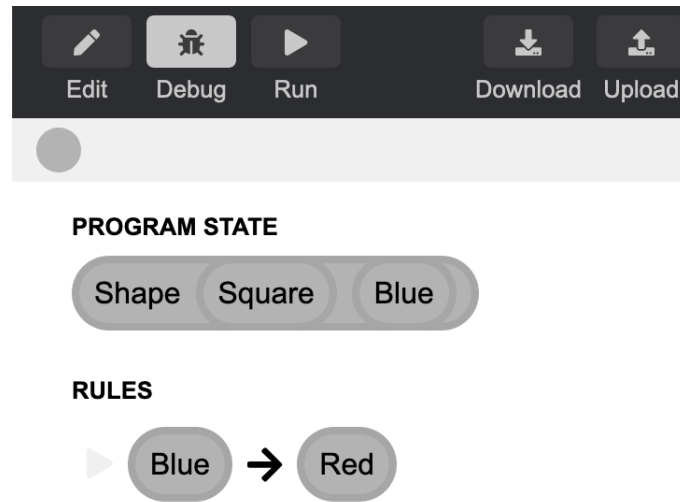 Edit Debug Run Download Upload
PROGRAM STATE
Shape Square Blue
RULES
Blue → Red